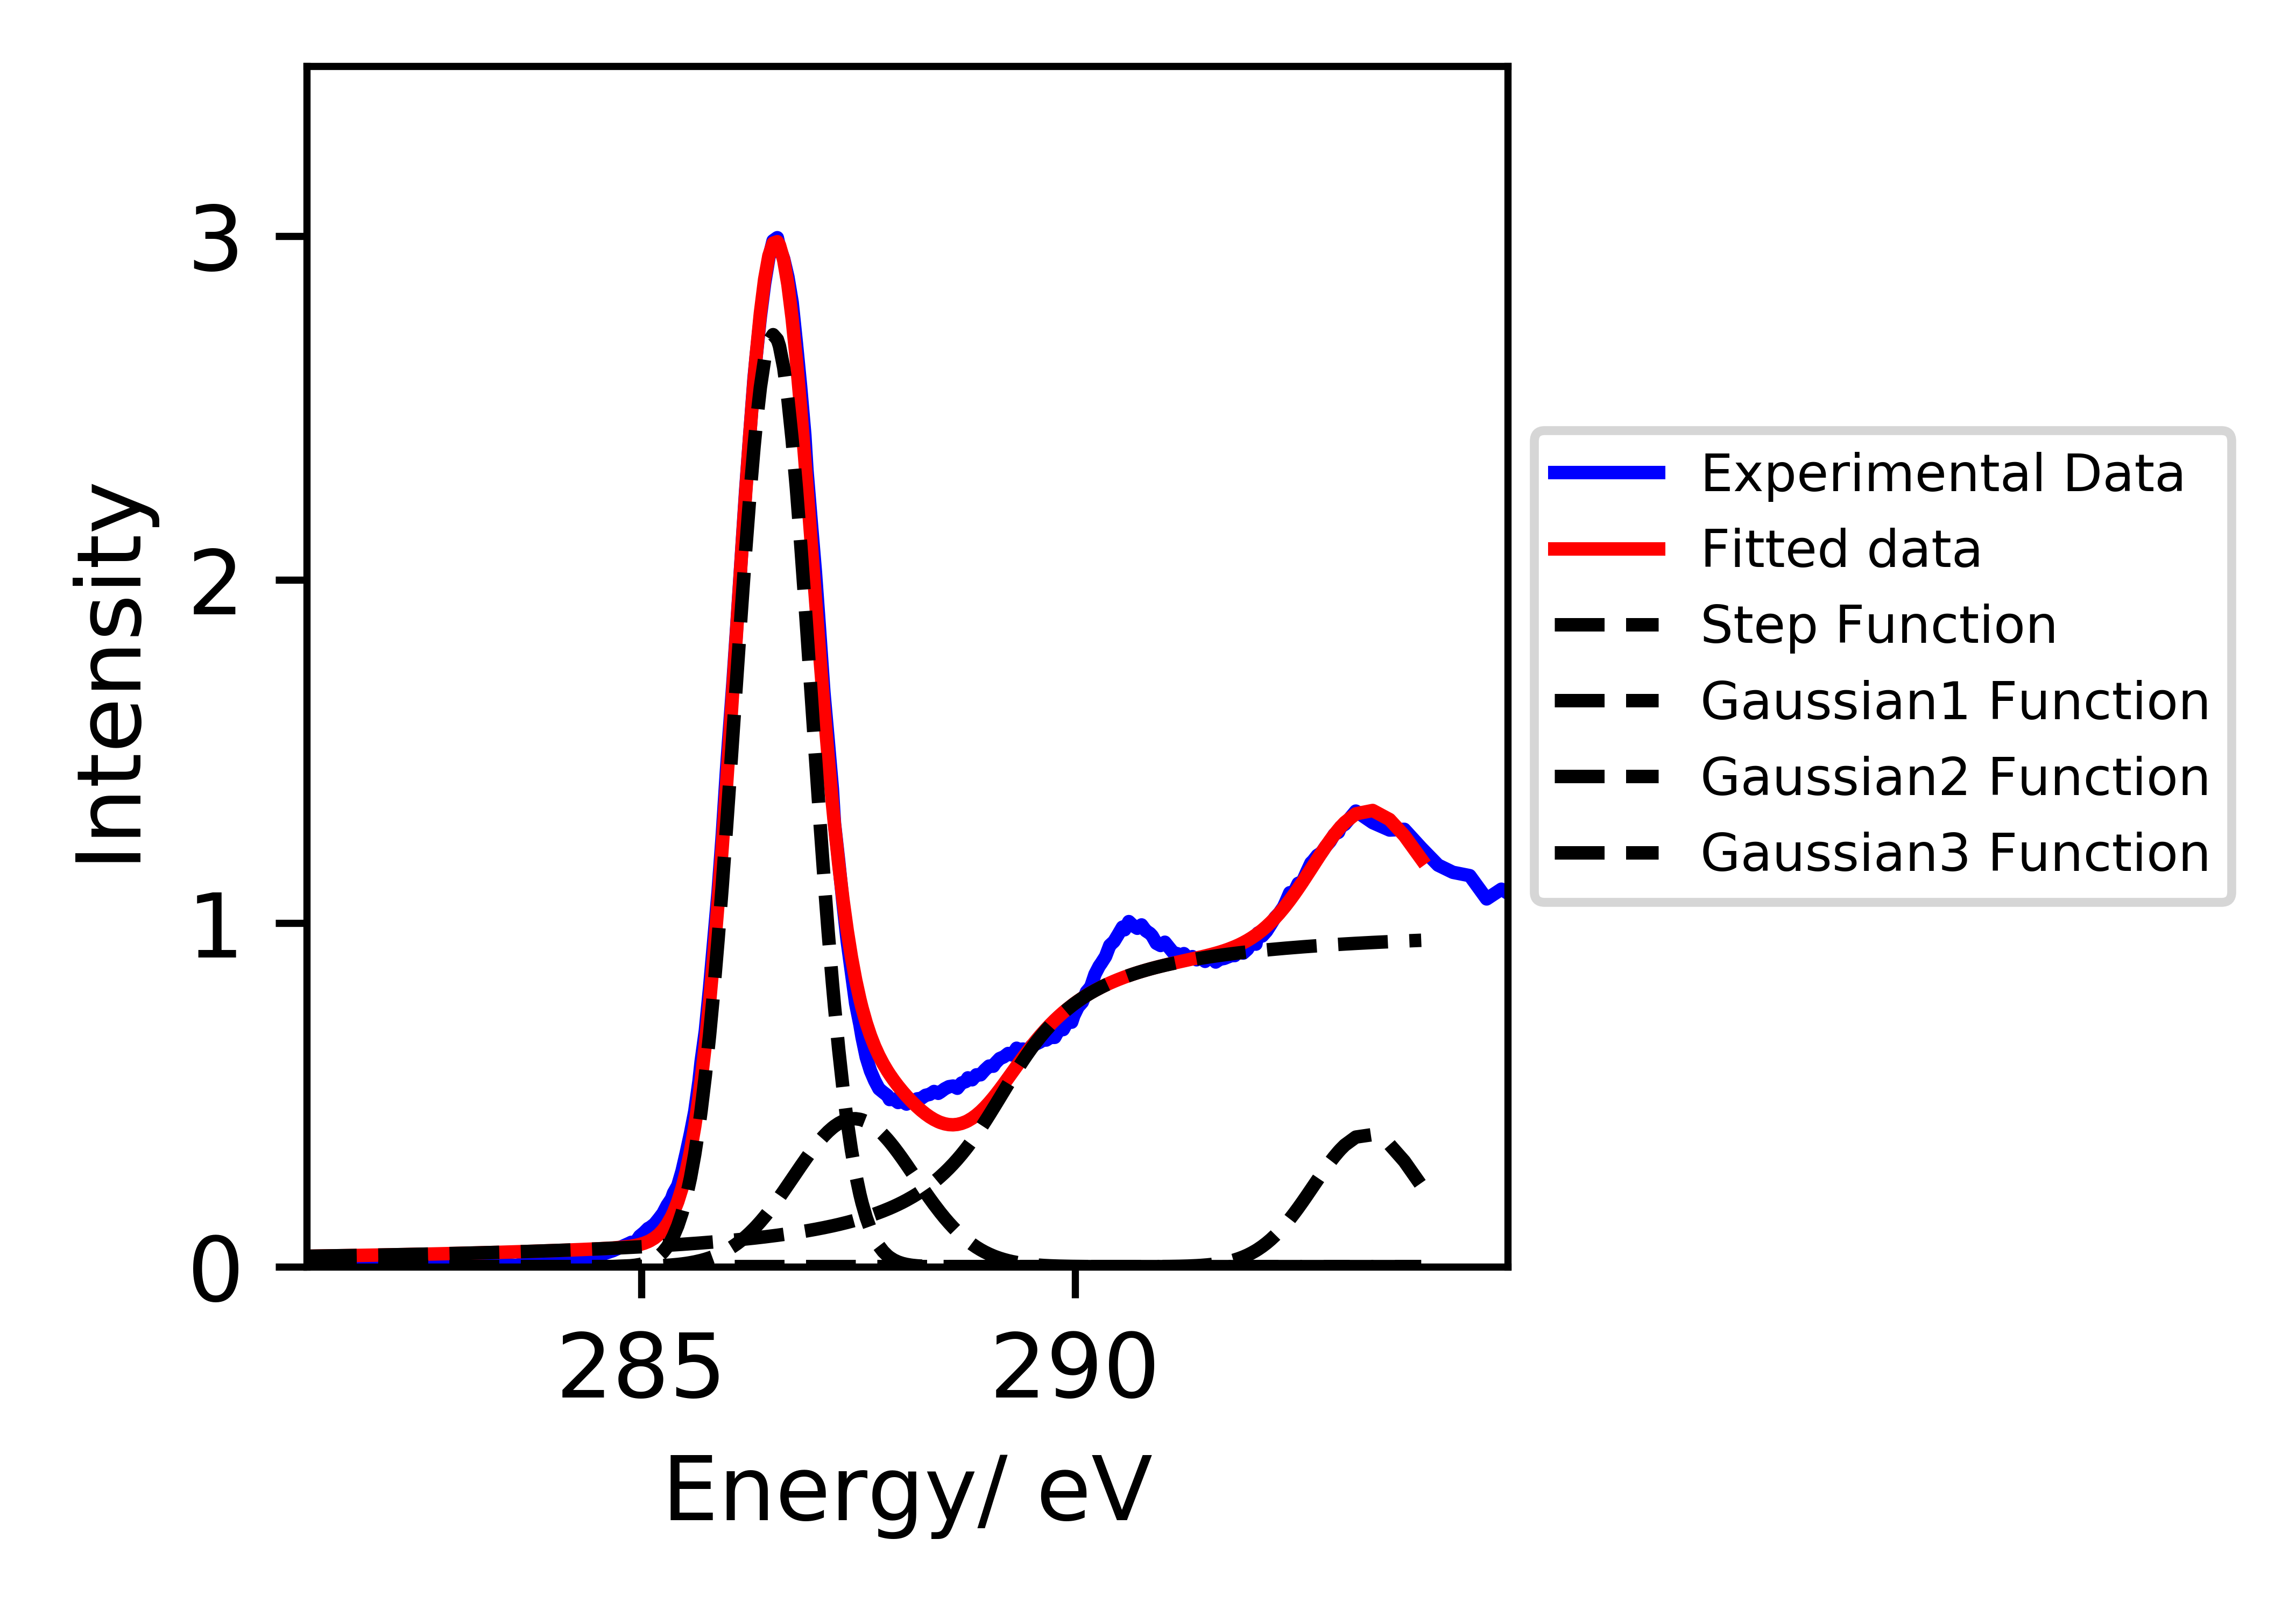 3
2
1
0
Intensity
285
290
Energy/ eV
Experimental Data
Fitted data
Step Function
Gaussian1 Function
Gaussian2 Function
Gaussian3 Function